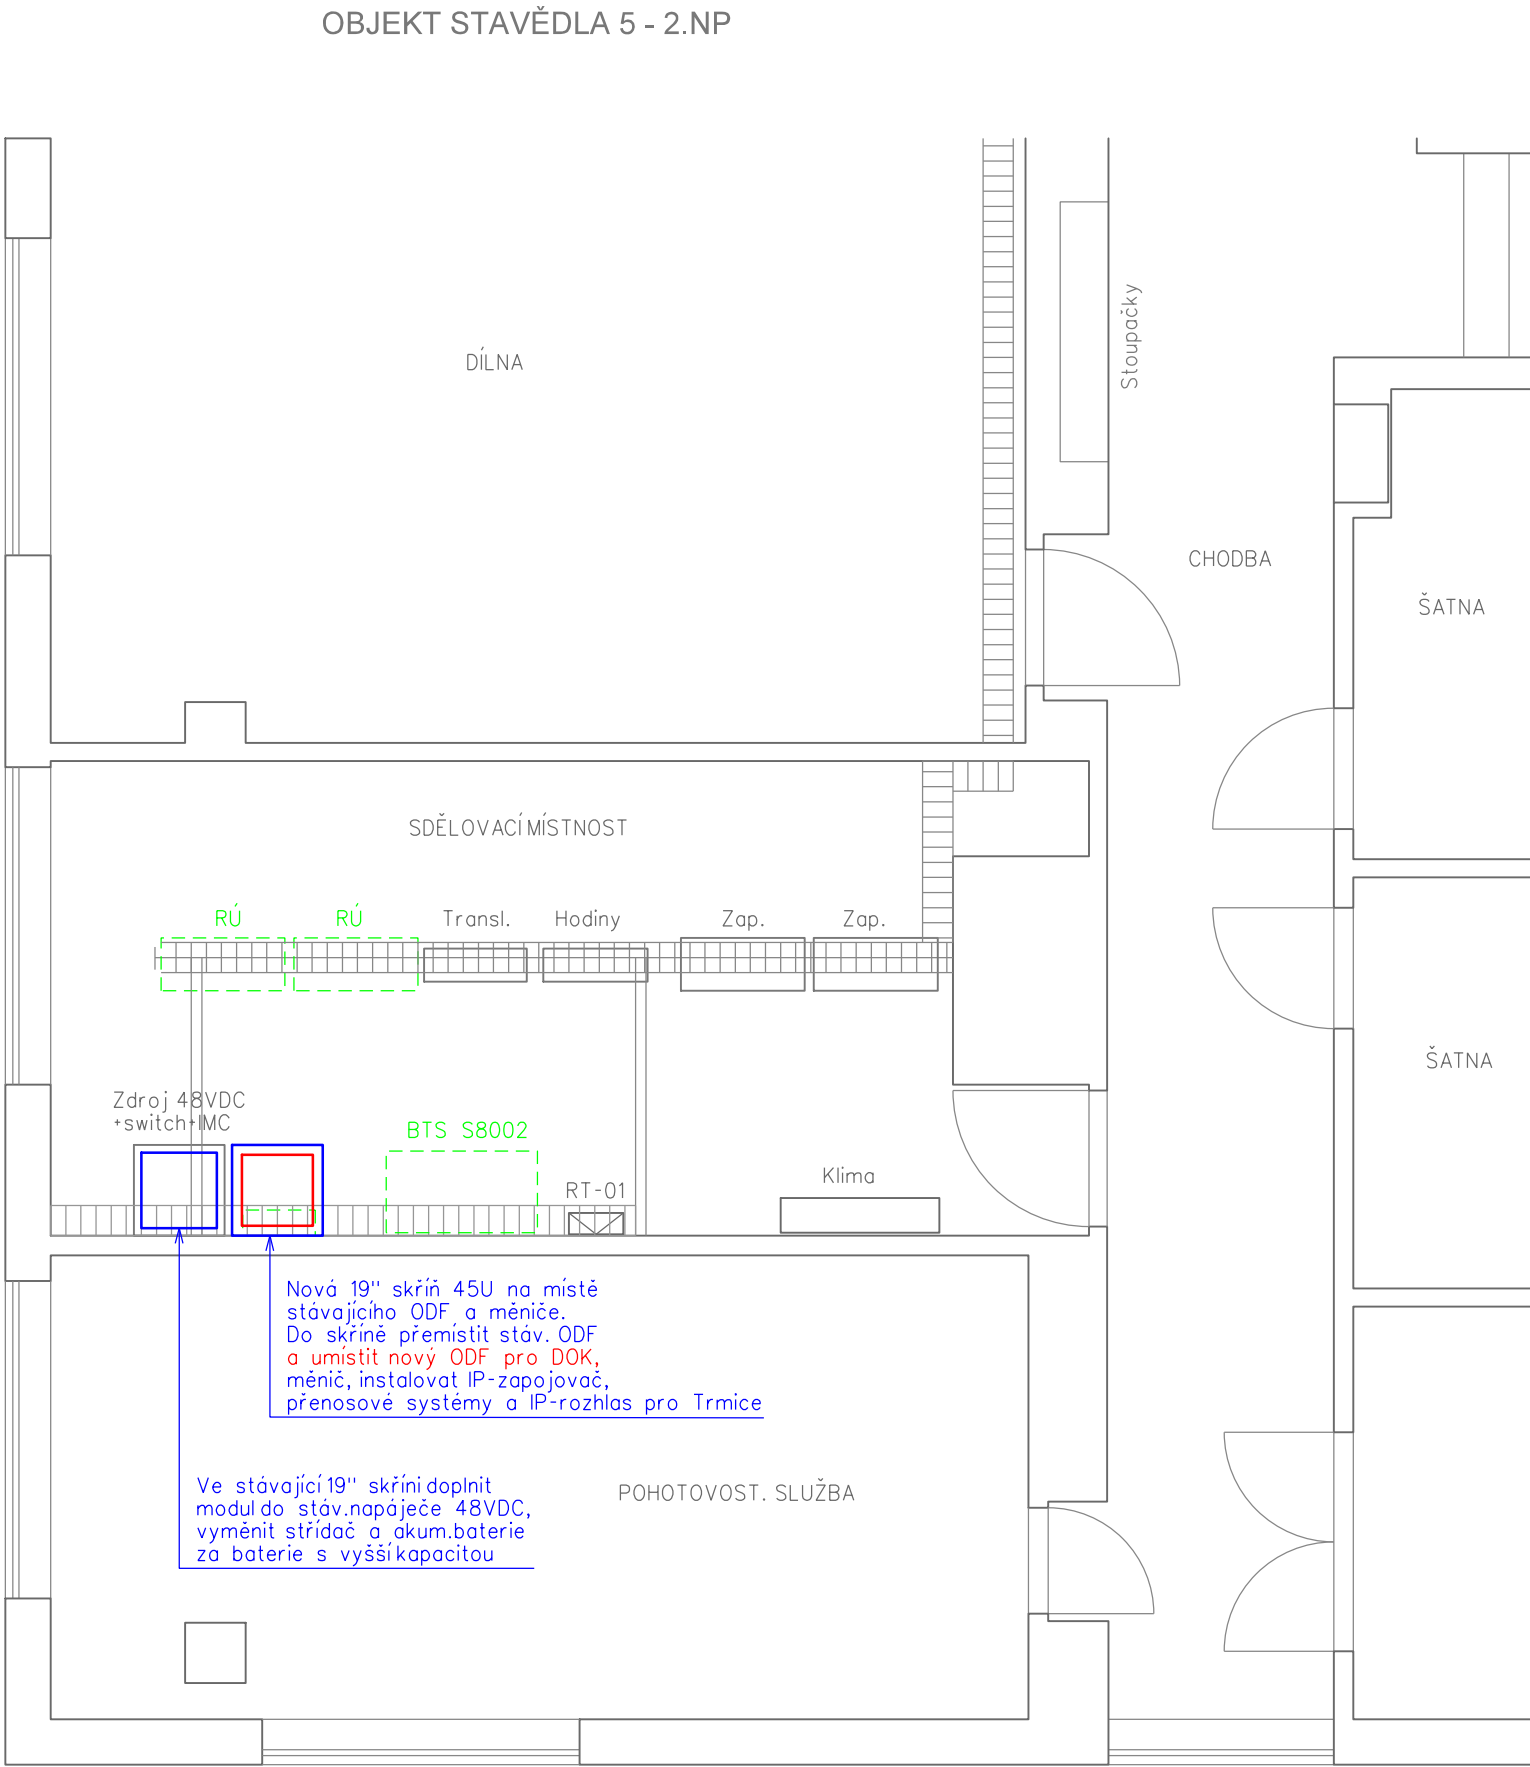 OBJEKT STAVĚDLA 5 - 2.NP
Stoupačky
DÍLNA
CHODBA
ŠATNA
SDĚLOVACÍ MÍSTNOST
RÚ
RÚ
Transl.
Hodiny
Zap.
Zap.
ŠATNA
Zdroj 48VDC
+switch+IMC
BTS S8002
RT-01
Klima
Nová 19" skříň 45U na místě
stávajícího ODF a měniče.
Do skříně přemístit stáv. ODF
a umístit nový ODF pro DOK,
měnič, instalovat IP-zapojovač,
přenosové systémy a IP-rozhlas pro Trmice
Ve stávající 19" skříni doplnit
modul do stáv.napáječe 48VDC,
vyměnit střídač a akum.baterie
za baterie s vyšší kapacitou
POHOTOVOST. SLUŽBA